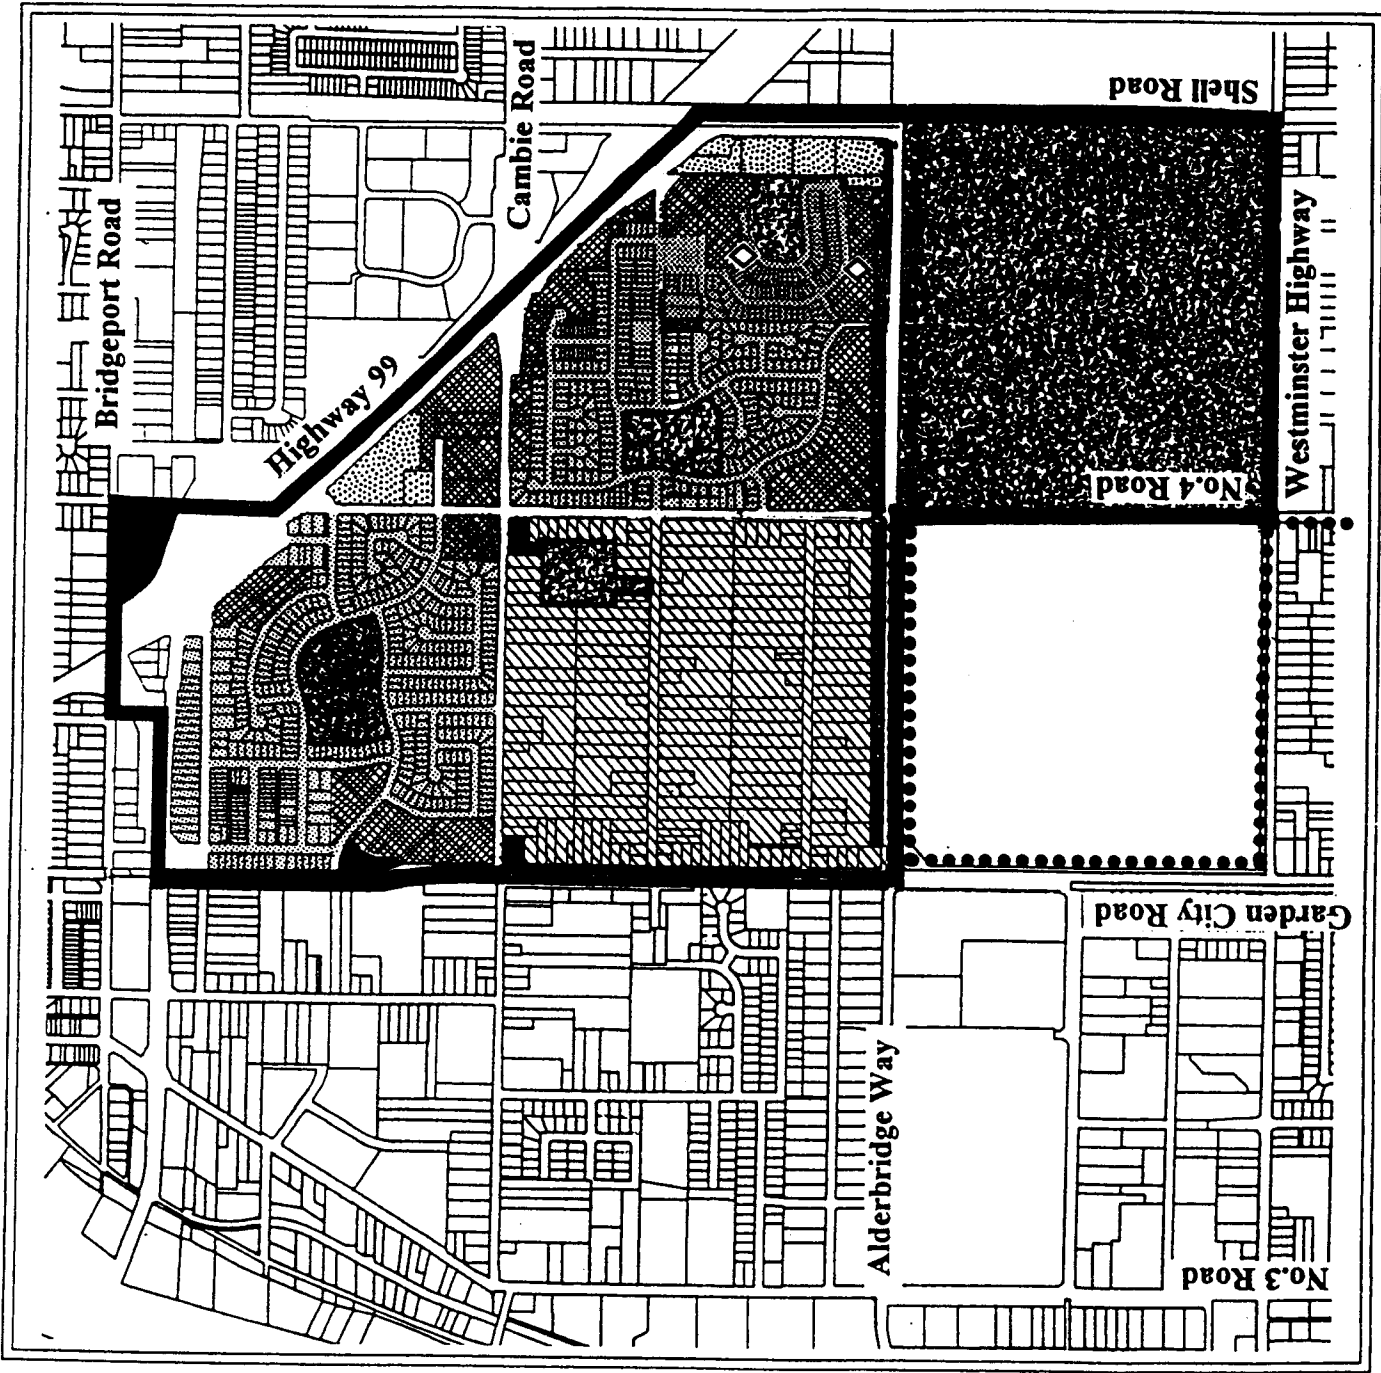 Shell Road
Cambie Road
Bridgeport Road
Westminster Highway
Highway 99
No.4 Road
Garden City Road
Alderbridge Way
No.3 Road